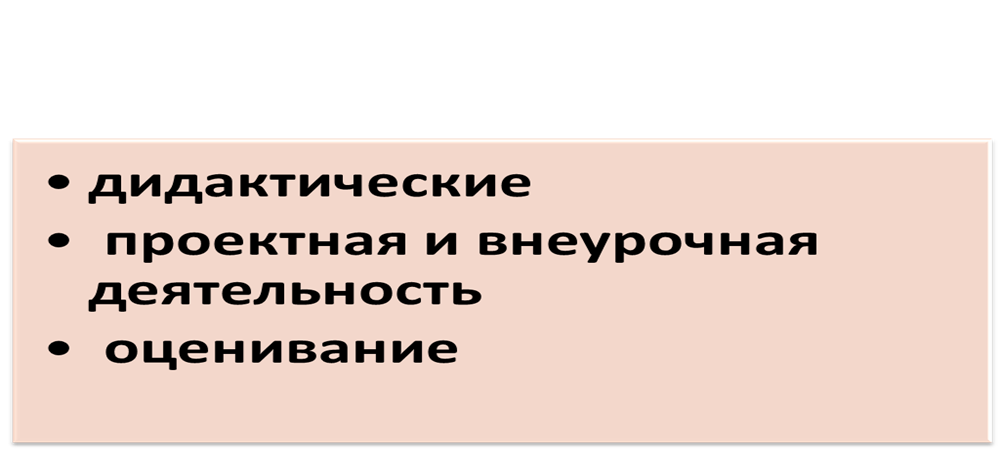 • дидактические
• проектная и внеурочная
деятельность
• оценивание